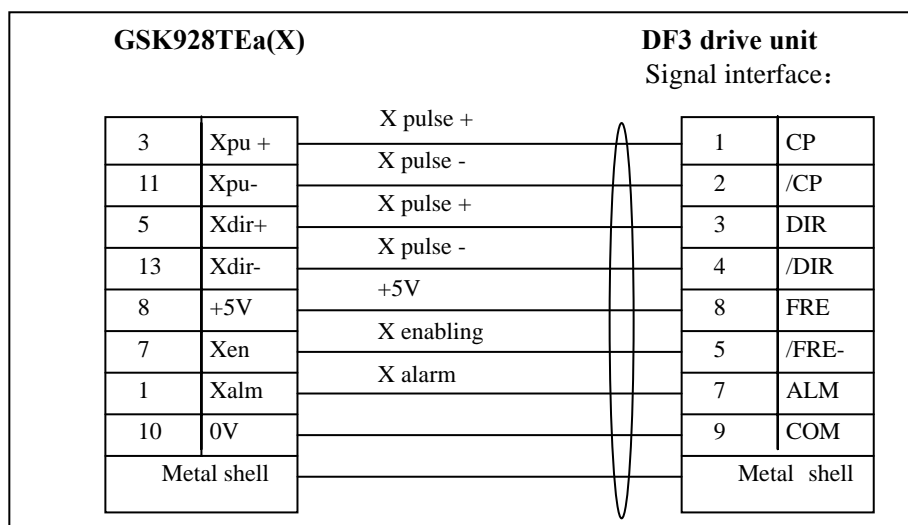 GSK928TEa(X) DF3 drive unit
Signal interface：
X pulse +
3 Xpu + 1 CP
X pulse -
11 Xpu- 2 /CP
X pulse +
5 Xdir+ 3 DIR
X pulse -
13 Xdir- 4 /DIR
+5V
8 +5V 8 FRE
X enabling
7 Xen 5 /FRE-
X alarm
1 Xalm 7 ALM
10 0V 9 COM
Metal shell Metal shell